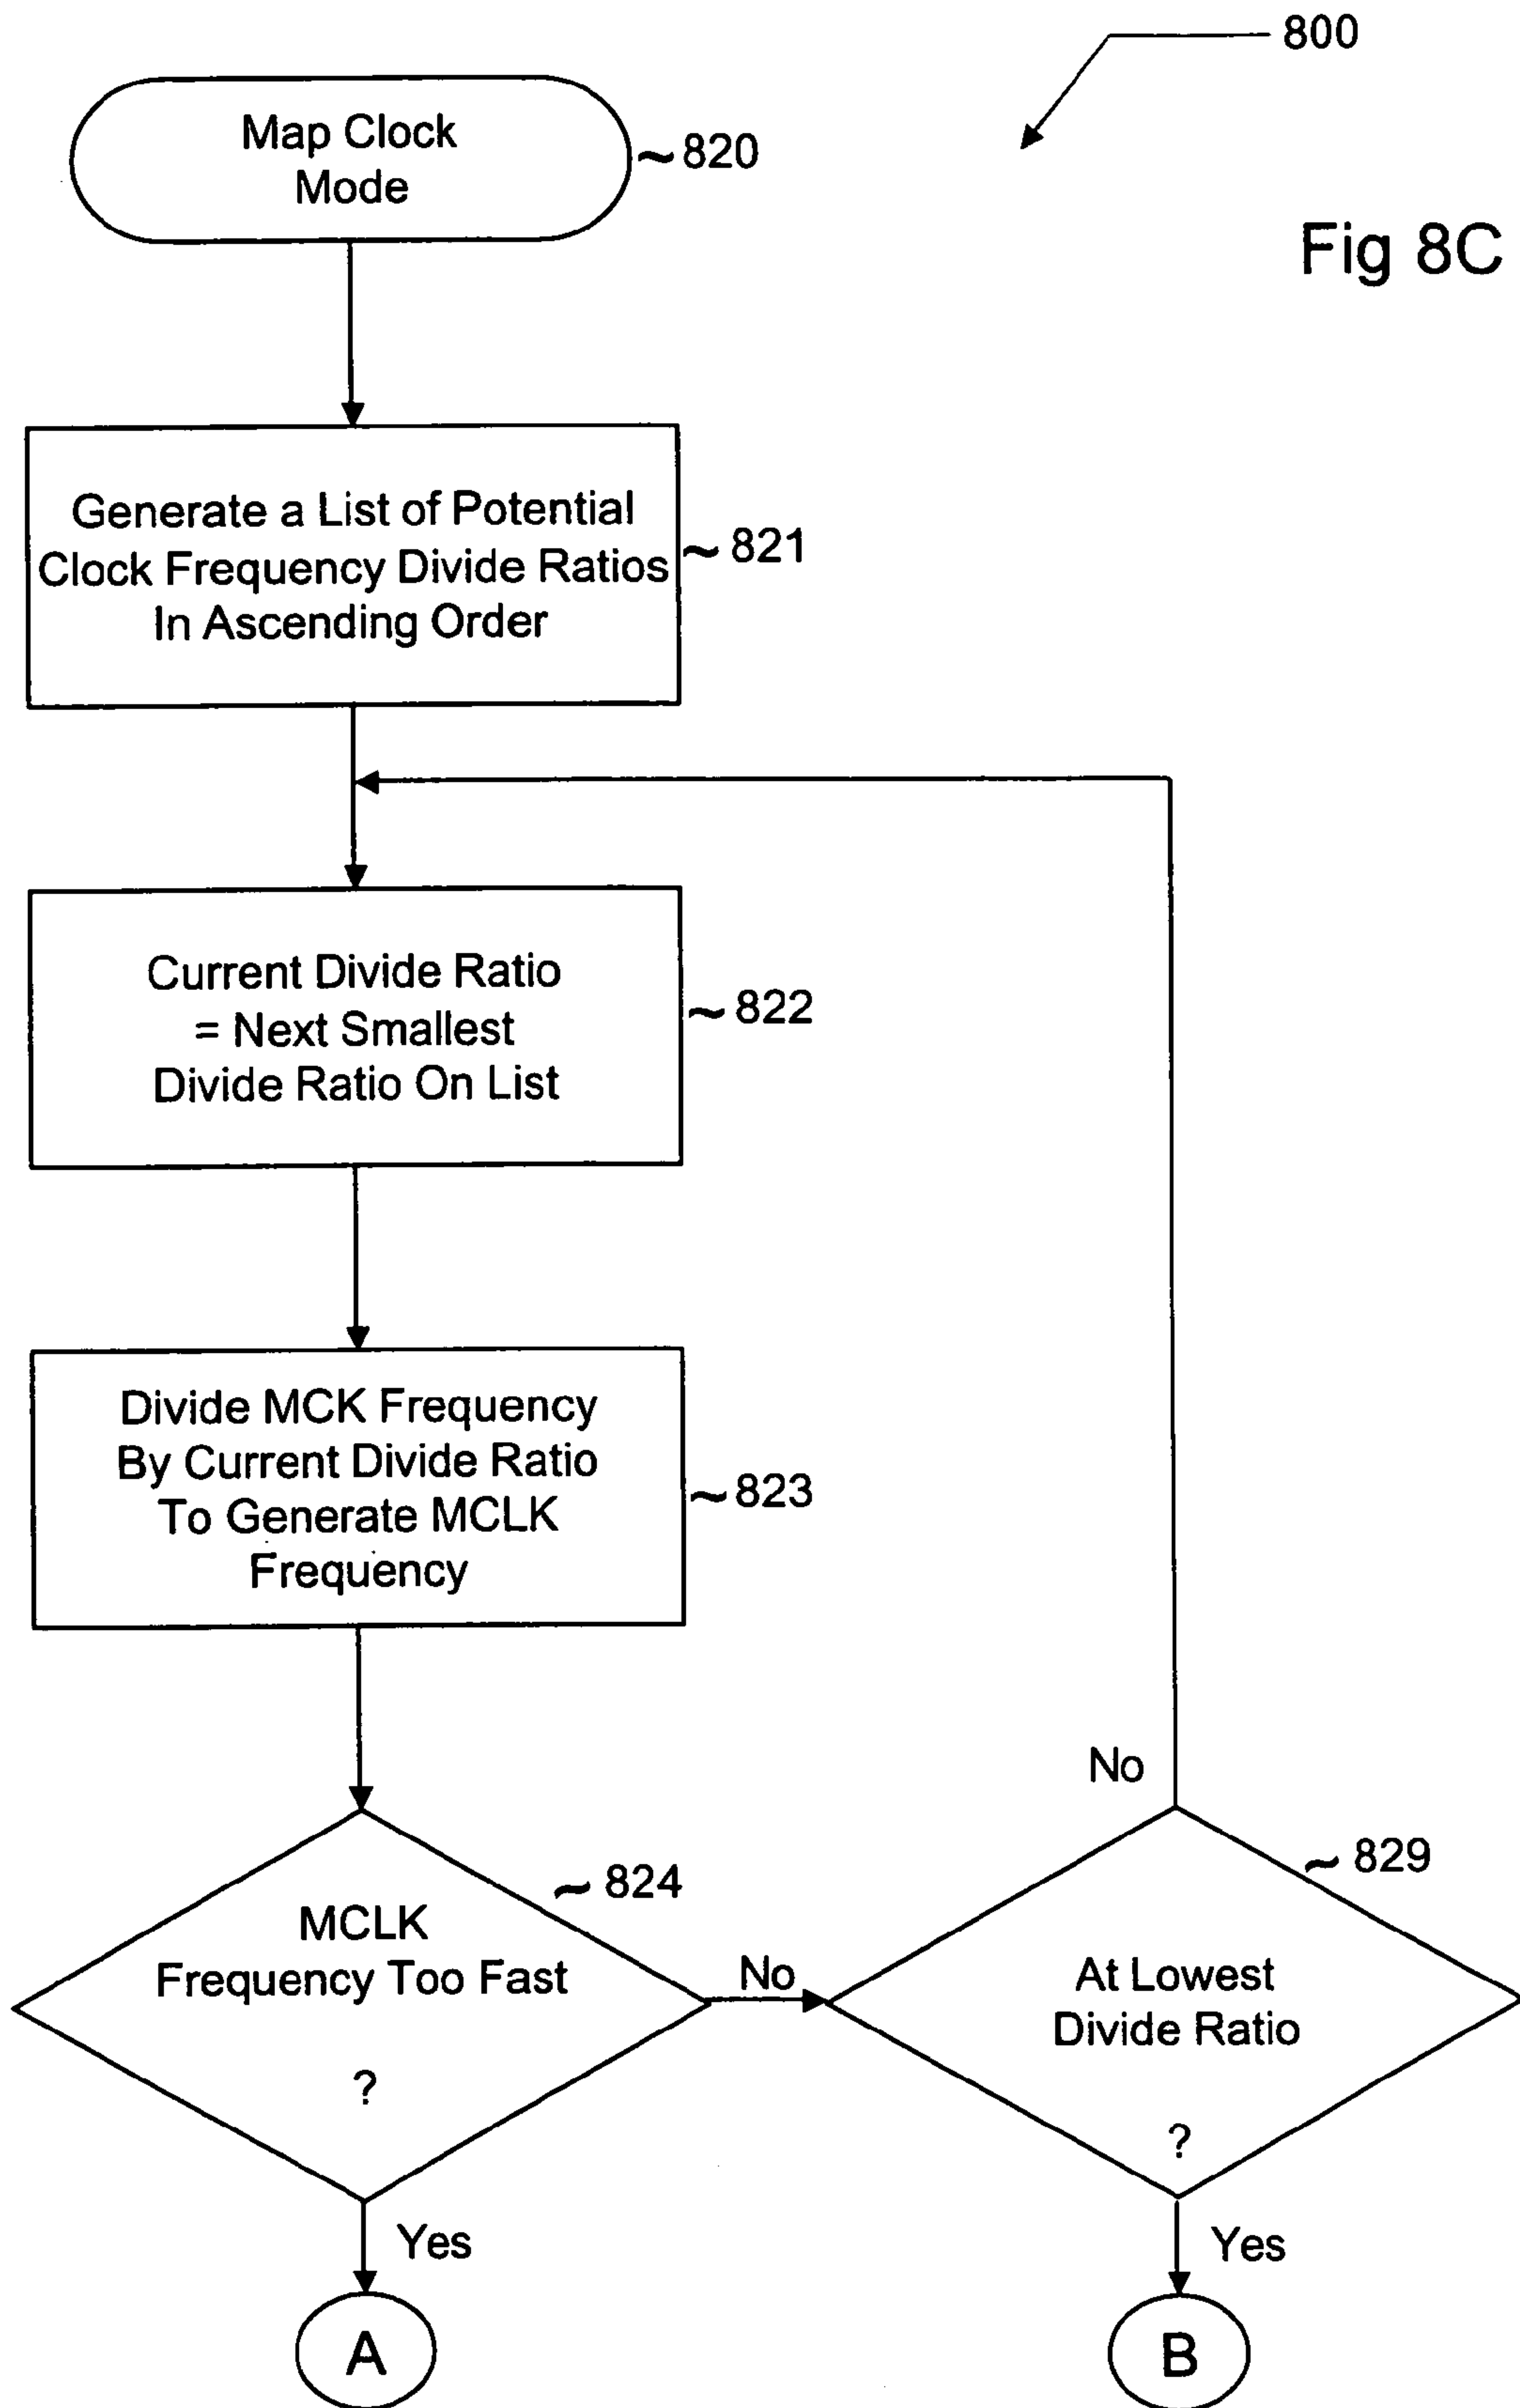 800
Map Clock
Mode
~820
Fig 8C
Generate a List of Potential
Clock Frequency Divide Ratios
In Ascending Order
~821
Current Divide Ratio
= Next Smallest
Divide Ratio On List
~822
Divide MCK Frequency
By Current Divide Ratio
To Generate MCLK
Frequency
~823
No
~824
MCLK
Frequency Too Fast
?
No
~829
At Lowest
Divide Ratio
?
Yes
Yes
A
B